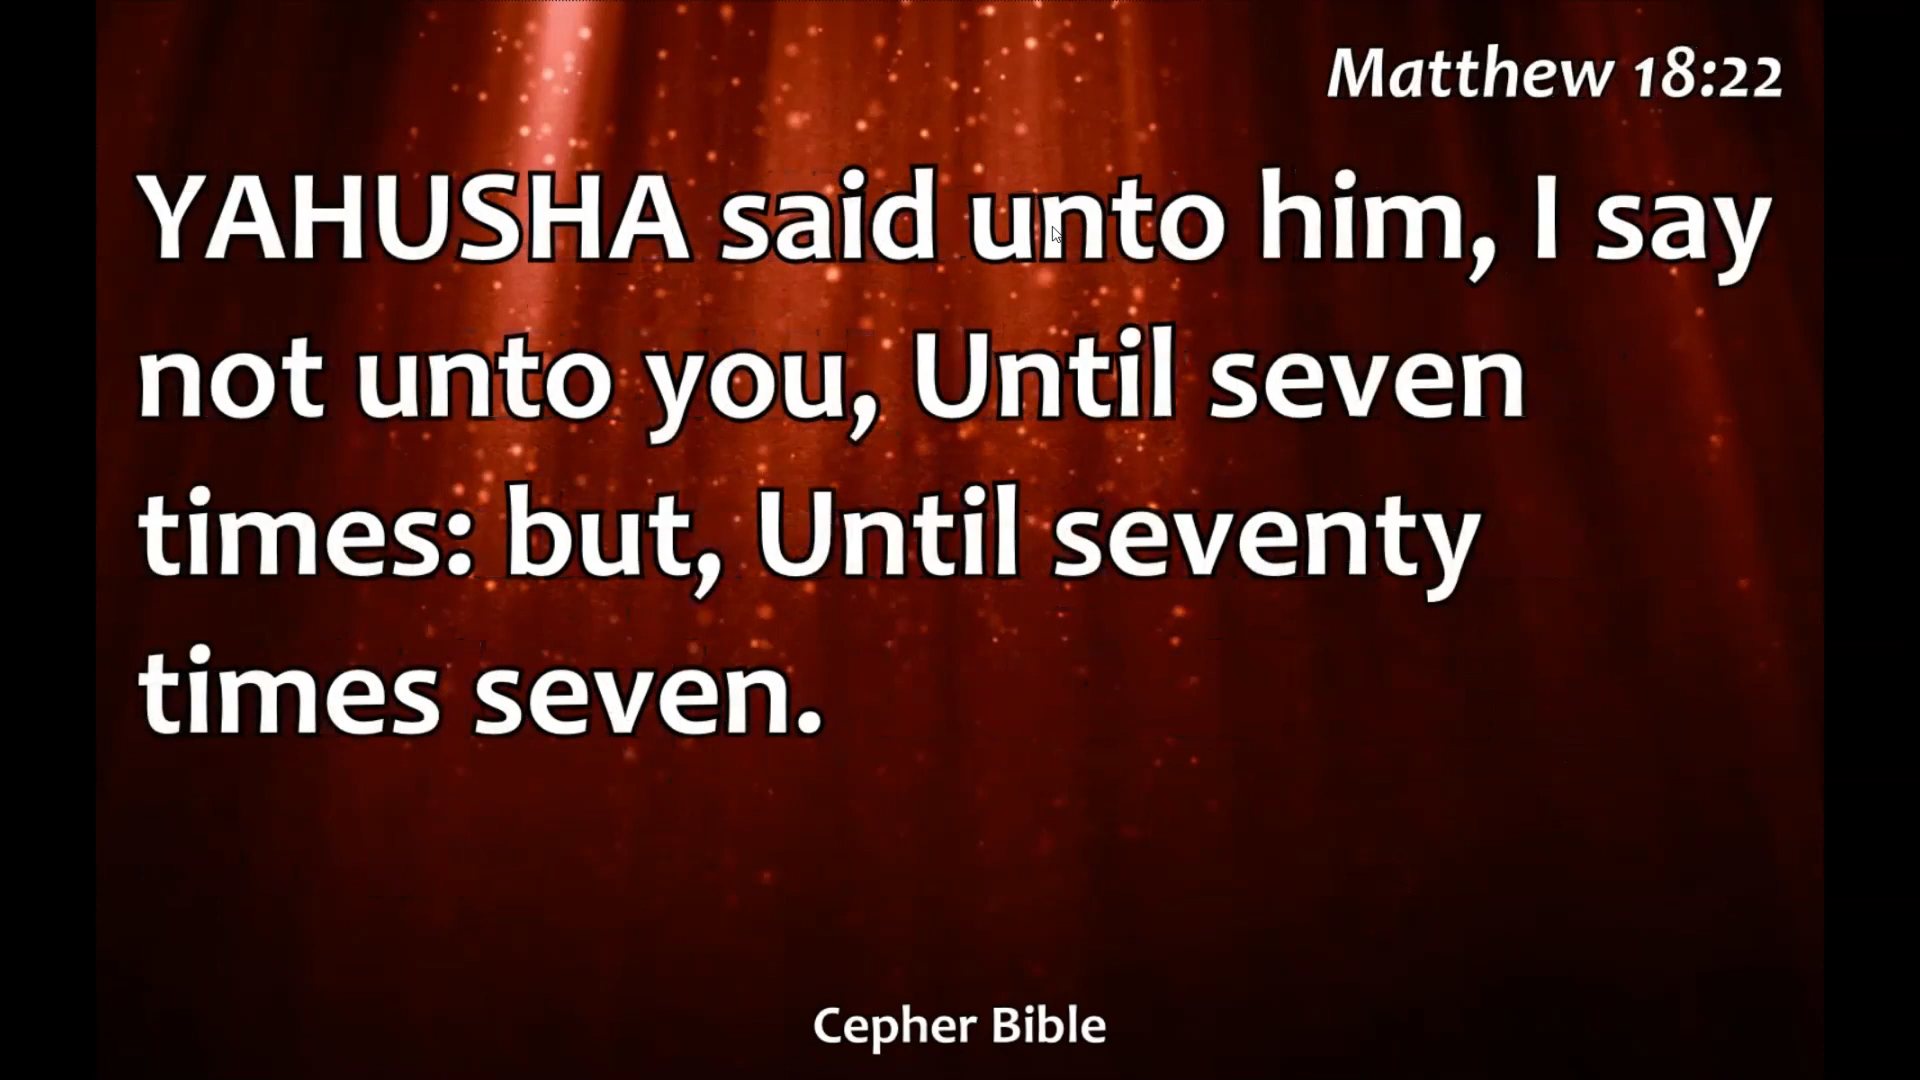 Matthew 18:22
YAHUSHA said unto him, I say
not unto you, Until seven
times: but, Until seventy
times seven.
Cepher Bible